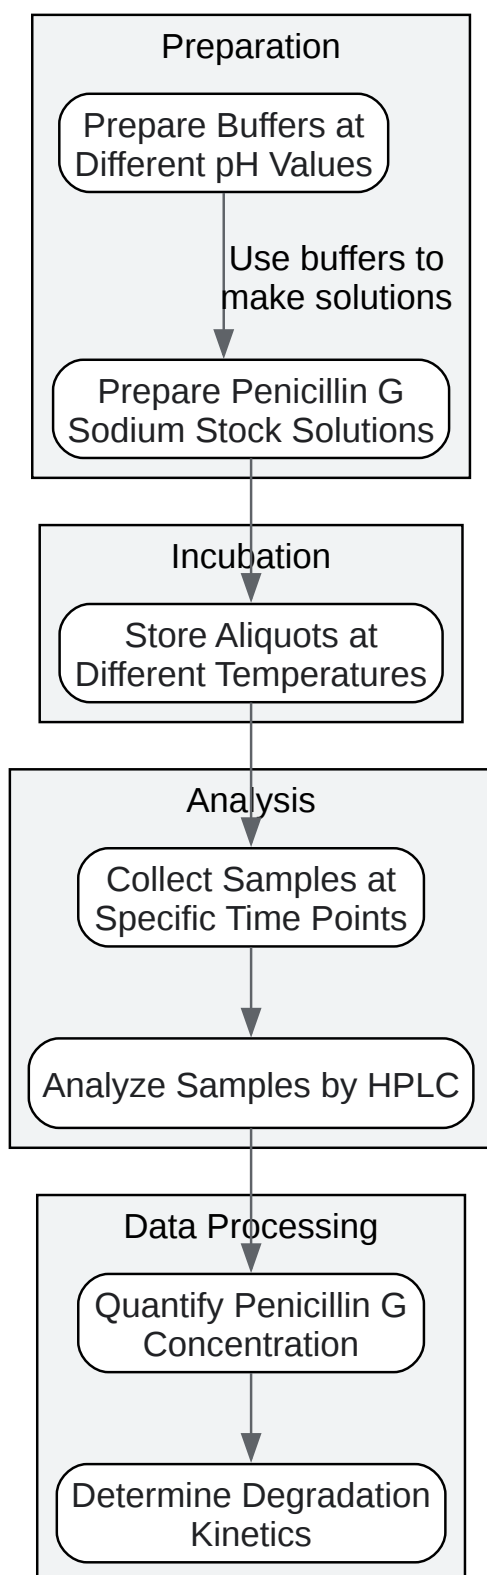 Preparation
Prepare Buffers at
Different pH Values
Use buffers to
make solutions
Prepare Penicillin G
Sodium Stock Solutions
Incubation
Store Aliquots at
Different Temperatures
Analysis
Collect Samples at
Specific Time Points
Analyze Samples by HPLC
Data Processing
Quantify Penicillin G
Concentration
Determine Degradation
Kinetics